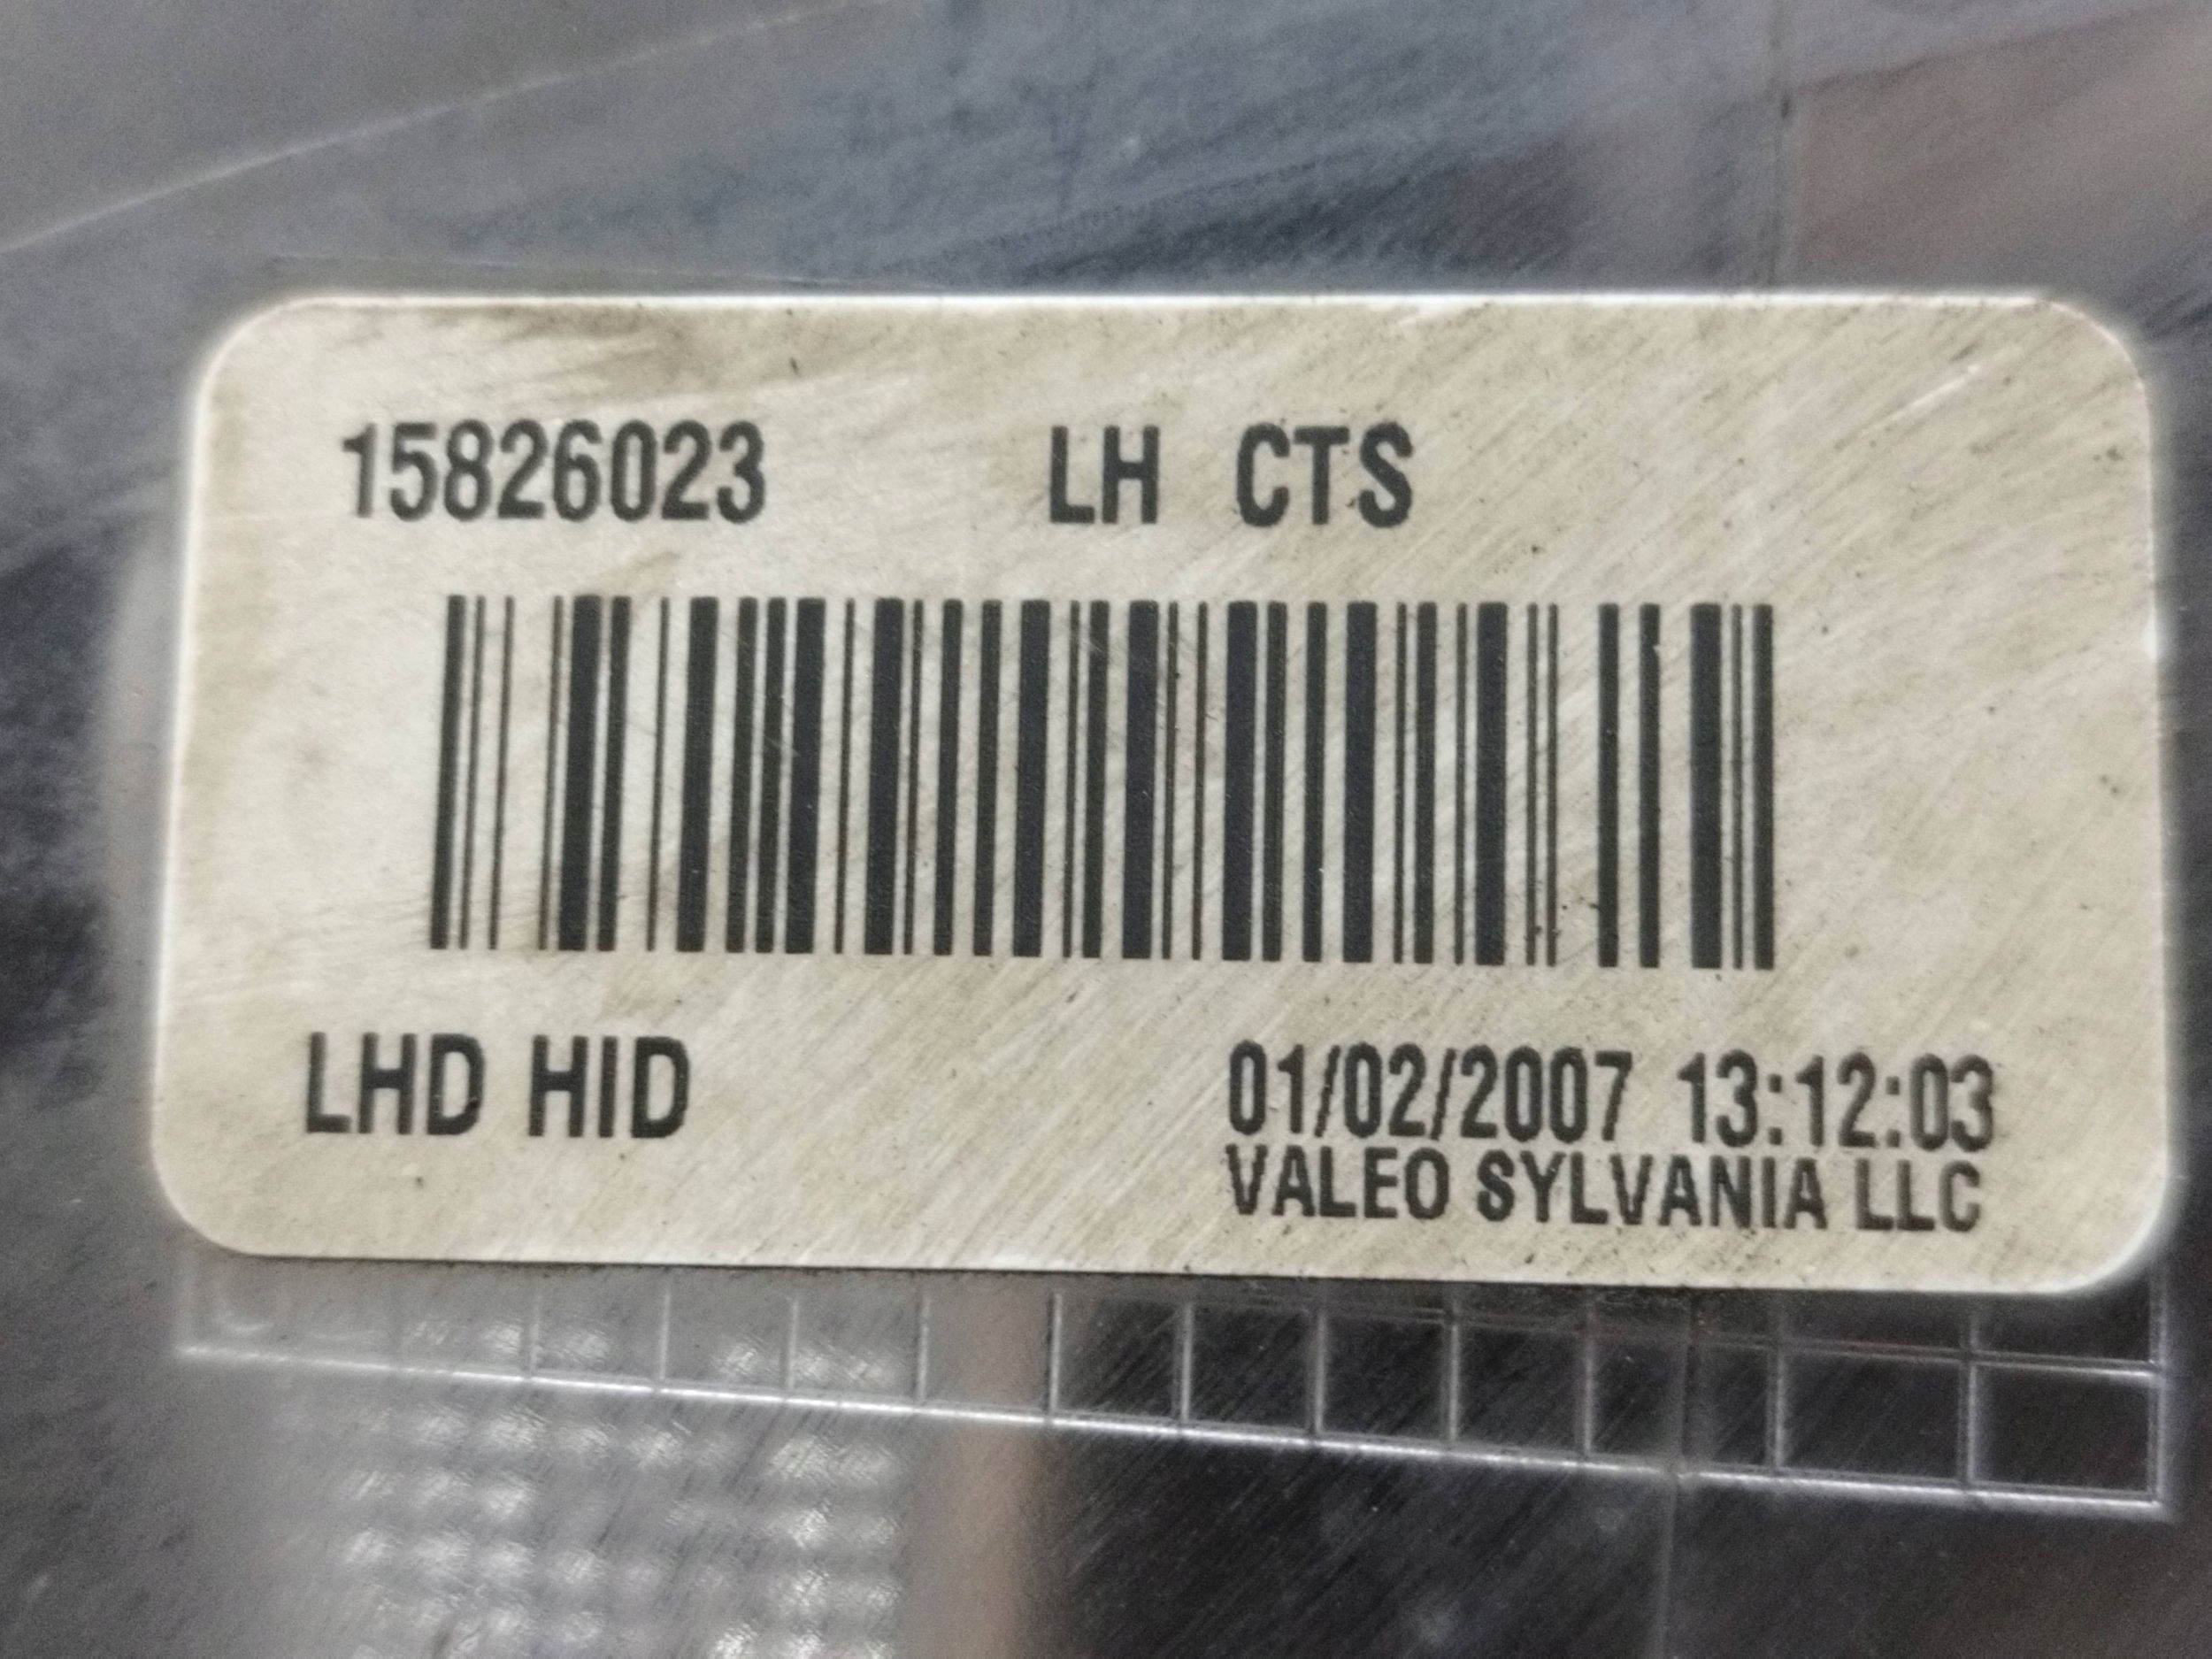 15826023 LH CTS
LHD HID
01/02/2007 13:12:03
VALEO SYLVANIA LLC